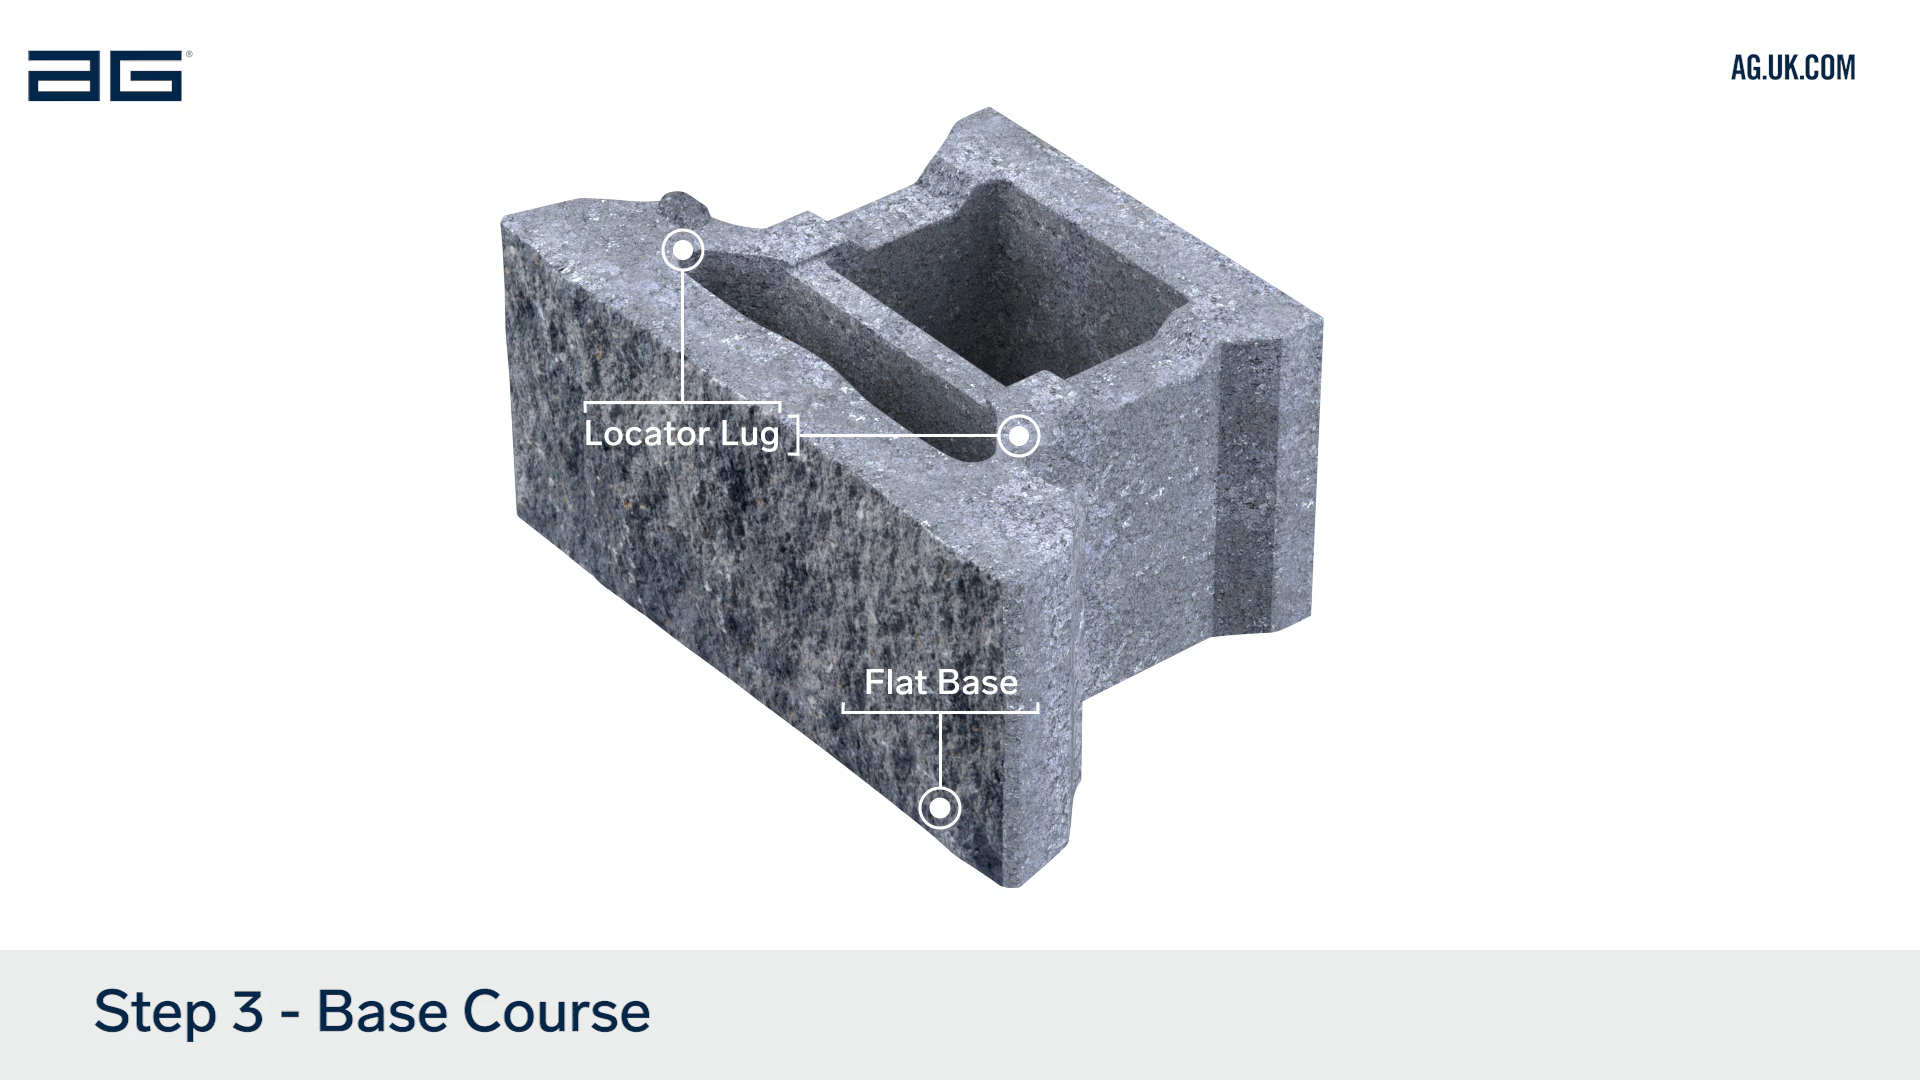 AG®
AG.UK.COM
Locator Lug
Flat Base
Step 3 - Base Course